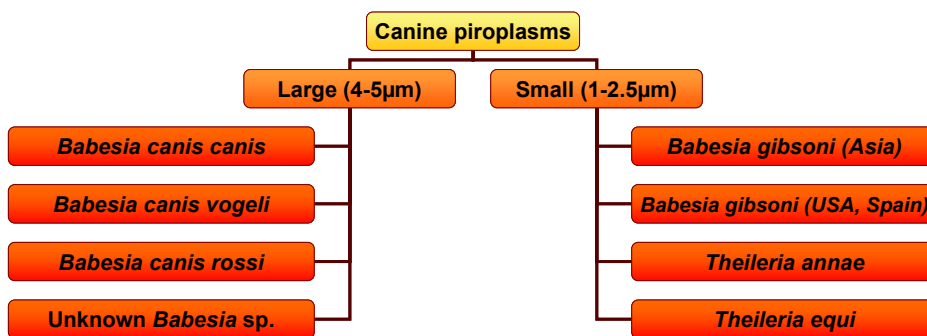 Canine piroplasms
Large (4-5µm)
Small (1-2.5µm)
Babesia canis canis
Babesia gibsoni (Asia)
Babesia canis vogeli
Babesia gibsoni (USA, Spain)
Babesia canis rossi
Theileria annae
Unknown Babesia sp.
Theileria equi